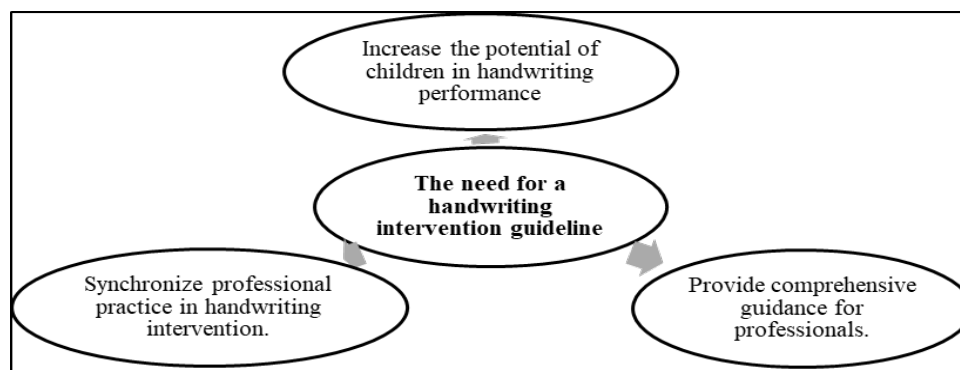 Increase the potential of
children in handwriting
performance
The need for a
handwriting
intervention guideline
Synchronize professional
practice in handwriting
intervention.
Provide comprehensive
guidance for
professionals.